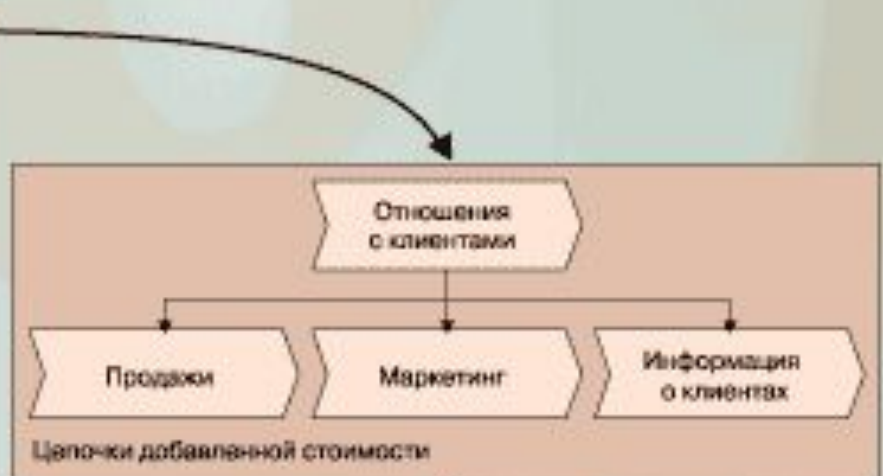 Отношения
с клиентами
Продажи
Маркетинг
Информация
о клиентах
Цепочки добавленной стоимости